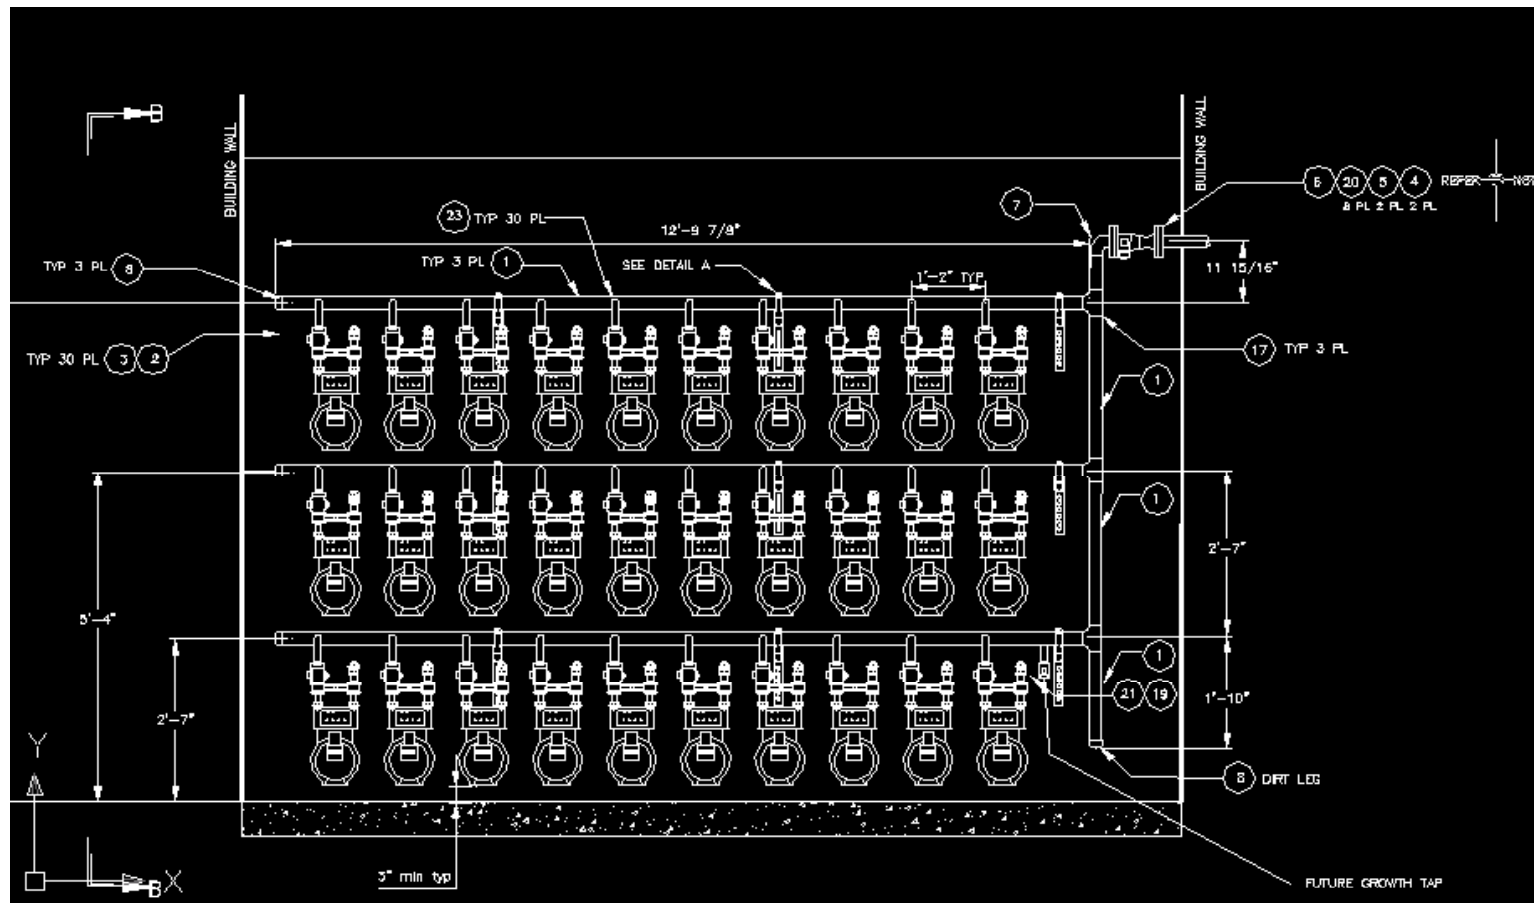 B
BUILDING WALL
BUILDING WALL
6 20 5 4 REFER
8 PL 2 PL 2 PL
7
23 TYP 30 PL
12'-9 7/8"
TYP 3 PL 8
TYP 3 PL 1
SEE DETAIL A
1'-2" TYP
11 15/16"
TYP 30 PL 3 2
17 TYP 3 PL
1
1
2'-7"
5'-4"
1
21 19
1'-10"
2'-7"
Y
8 DIRT LEG
3" min typ
X
B
FUTURE GROWTH TAP